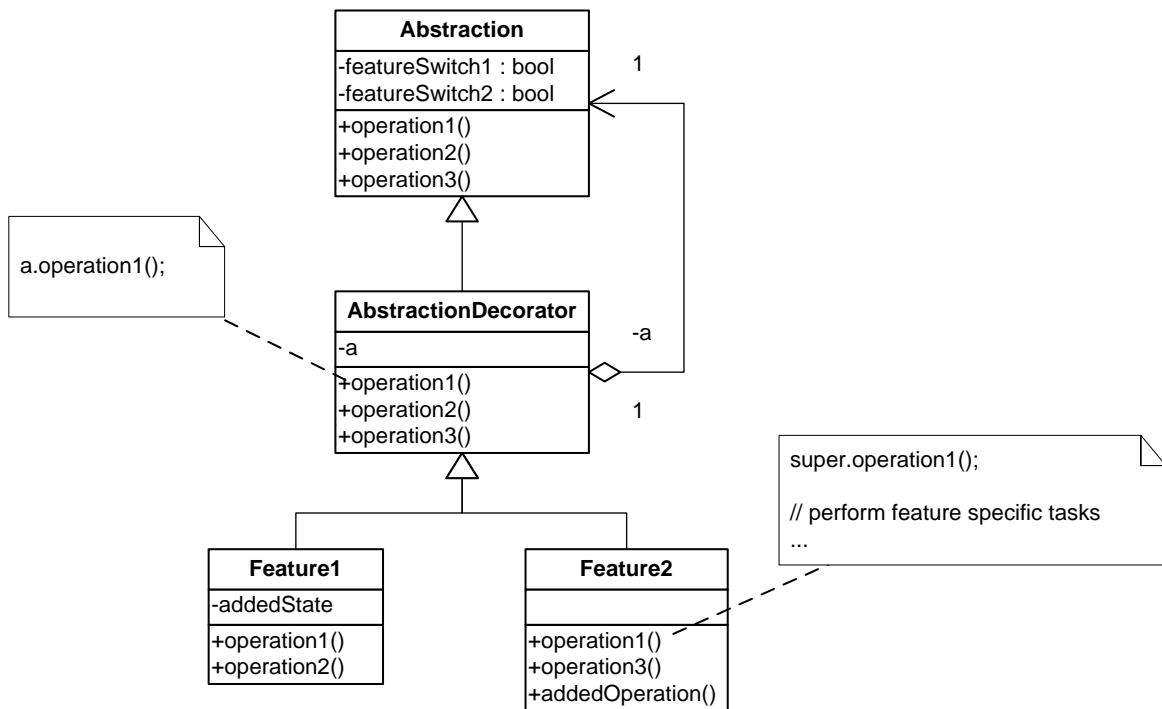 Abstraction
-featureSwitch1 : bool
-featureSwitch2 : bool
+operation1()
+operation2()
+operation3()
1
a.operation1();
AbstractionDecorator
-a
+operation1()
+operation2()
+operation3()
-a
1
super.operation1();
// perform feature specific tasks
...
Feature1
-addedState
+operation1()
+operation2()
Feature2
+operation1()
+operation3()
+addedOperation()